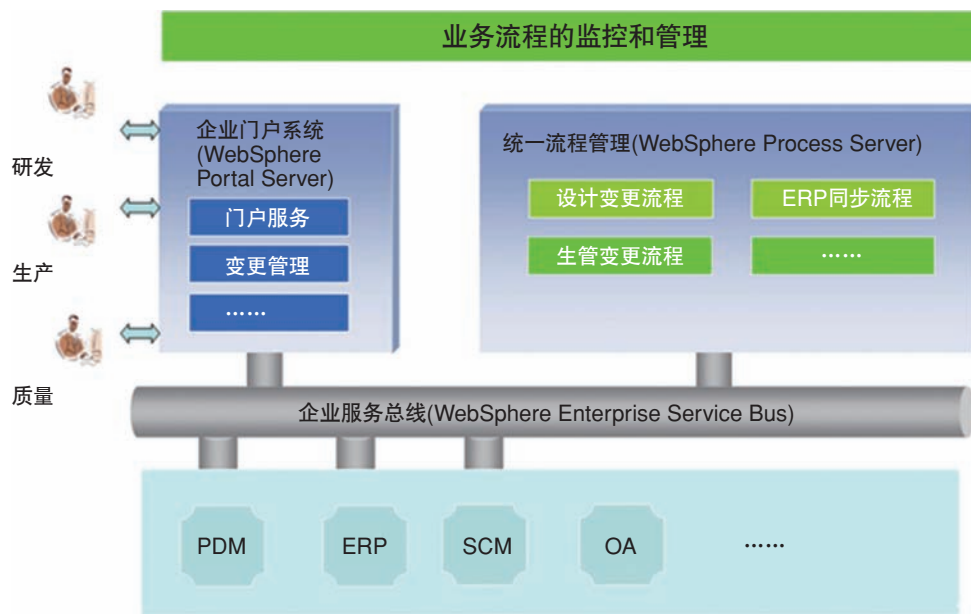 业务流程的监控和管理
研发
生产
质量
企业门户系统
(WebSphere
Portal Server)
门户服务
变更管理
……
统一流程管理(WebSphere Process Server)
设计变更流程
ERP同步流程
生管变更流程
……
企业服务总线(WebSphere Enterprise Service Bus)
PDM
ERP
SCM
OA
……